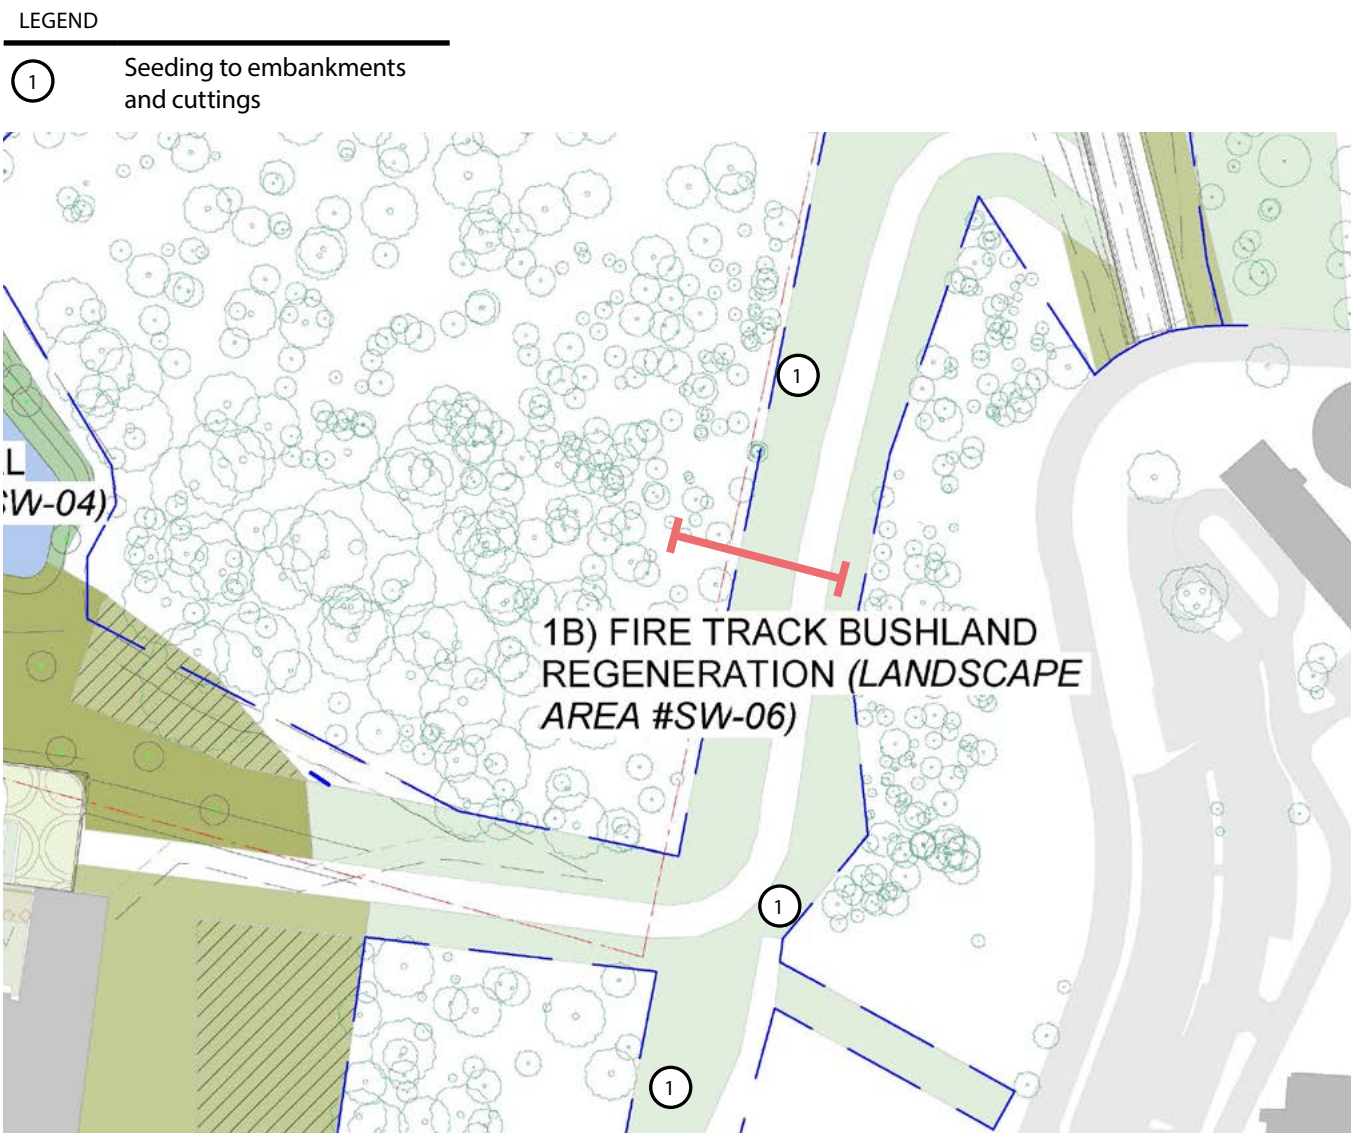 LEGEND
1 Seeding to embankments
and cuttings
1
L
SW-04)
1B) FIRE TRACK BUSHLAND
REGENERATION (LANDSCAPE
AREA #SW-06)
1
1